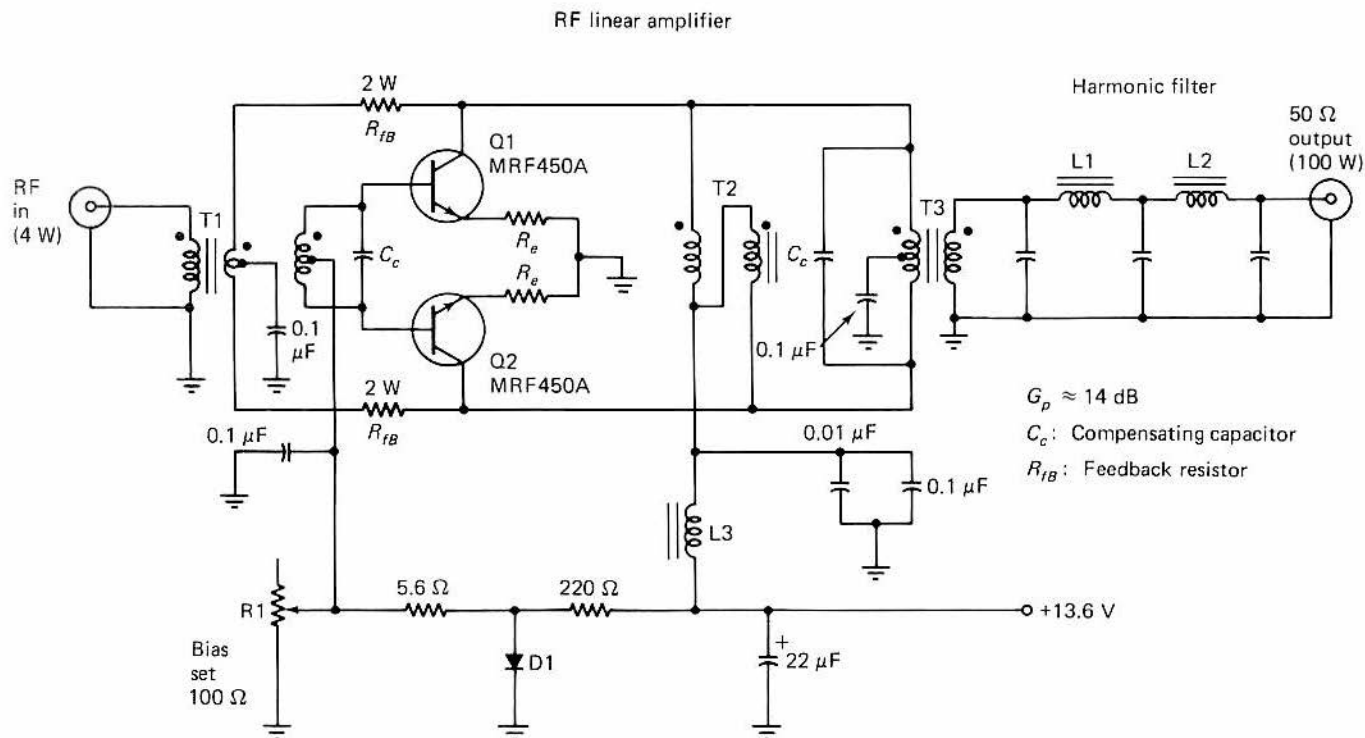 RF linear amplifier
Harmonic filter
2 W
R_fB
Q1
MRF450A
RF
in
(4 W)
T1
C_c
R_e
R_e
T2
C_c
T3
L1
L2
50 Ω
output
(100 W)
0.1
μF
Q2
MRF450A
0.1 μF
2 W
R_fB
G_p ≈ 14 dB
C_c: Compensating capacitor
R_fB: Feedback resistor
0.1 μF
0.01 μF
0.1 μF
L3
R1
Bias
set
100 Ω
5.6 Ω
220 Ω
D1
+
22 μF
+13.6 V